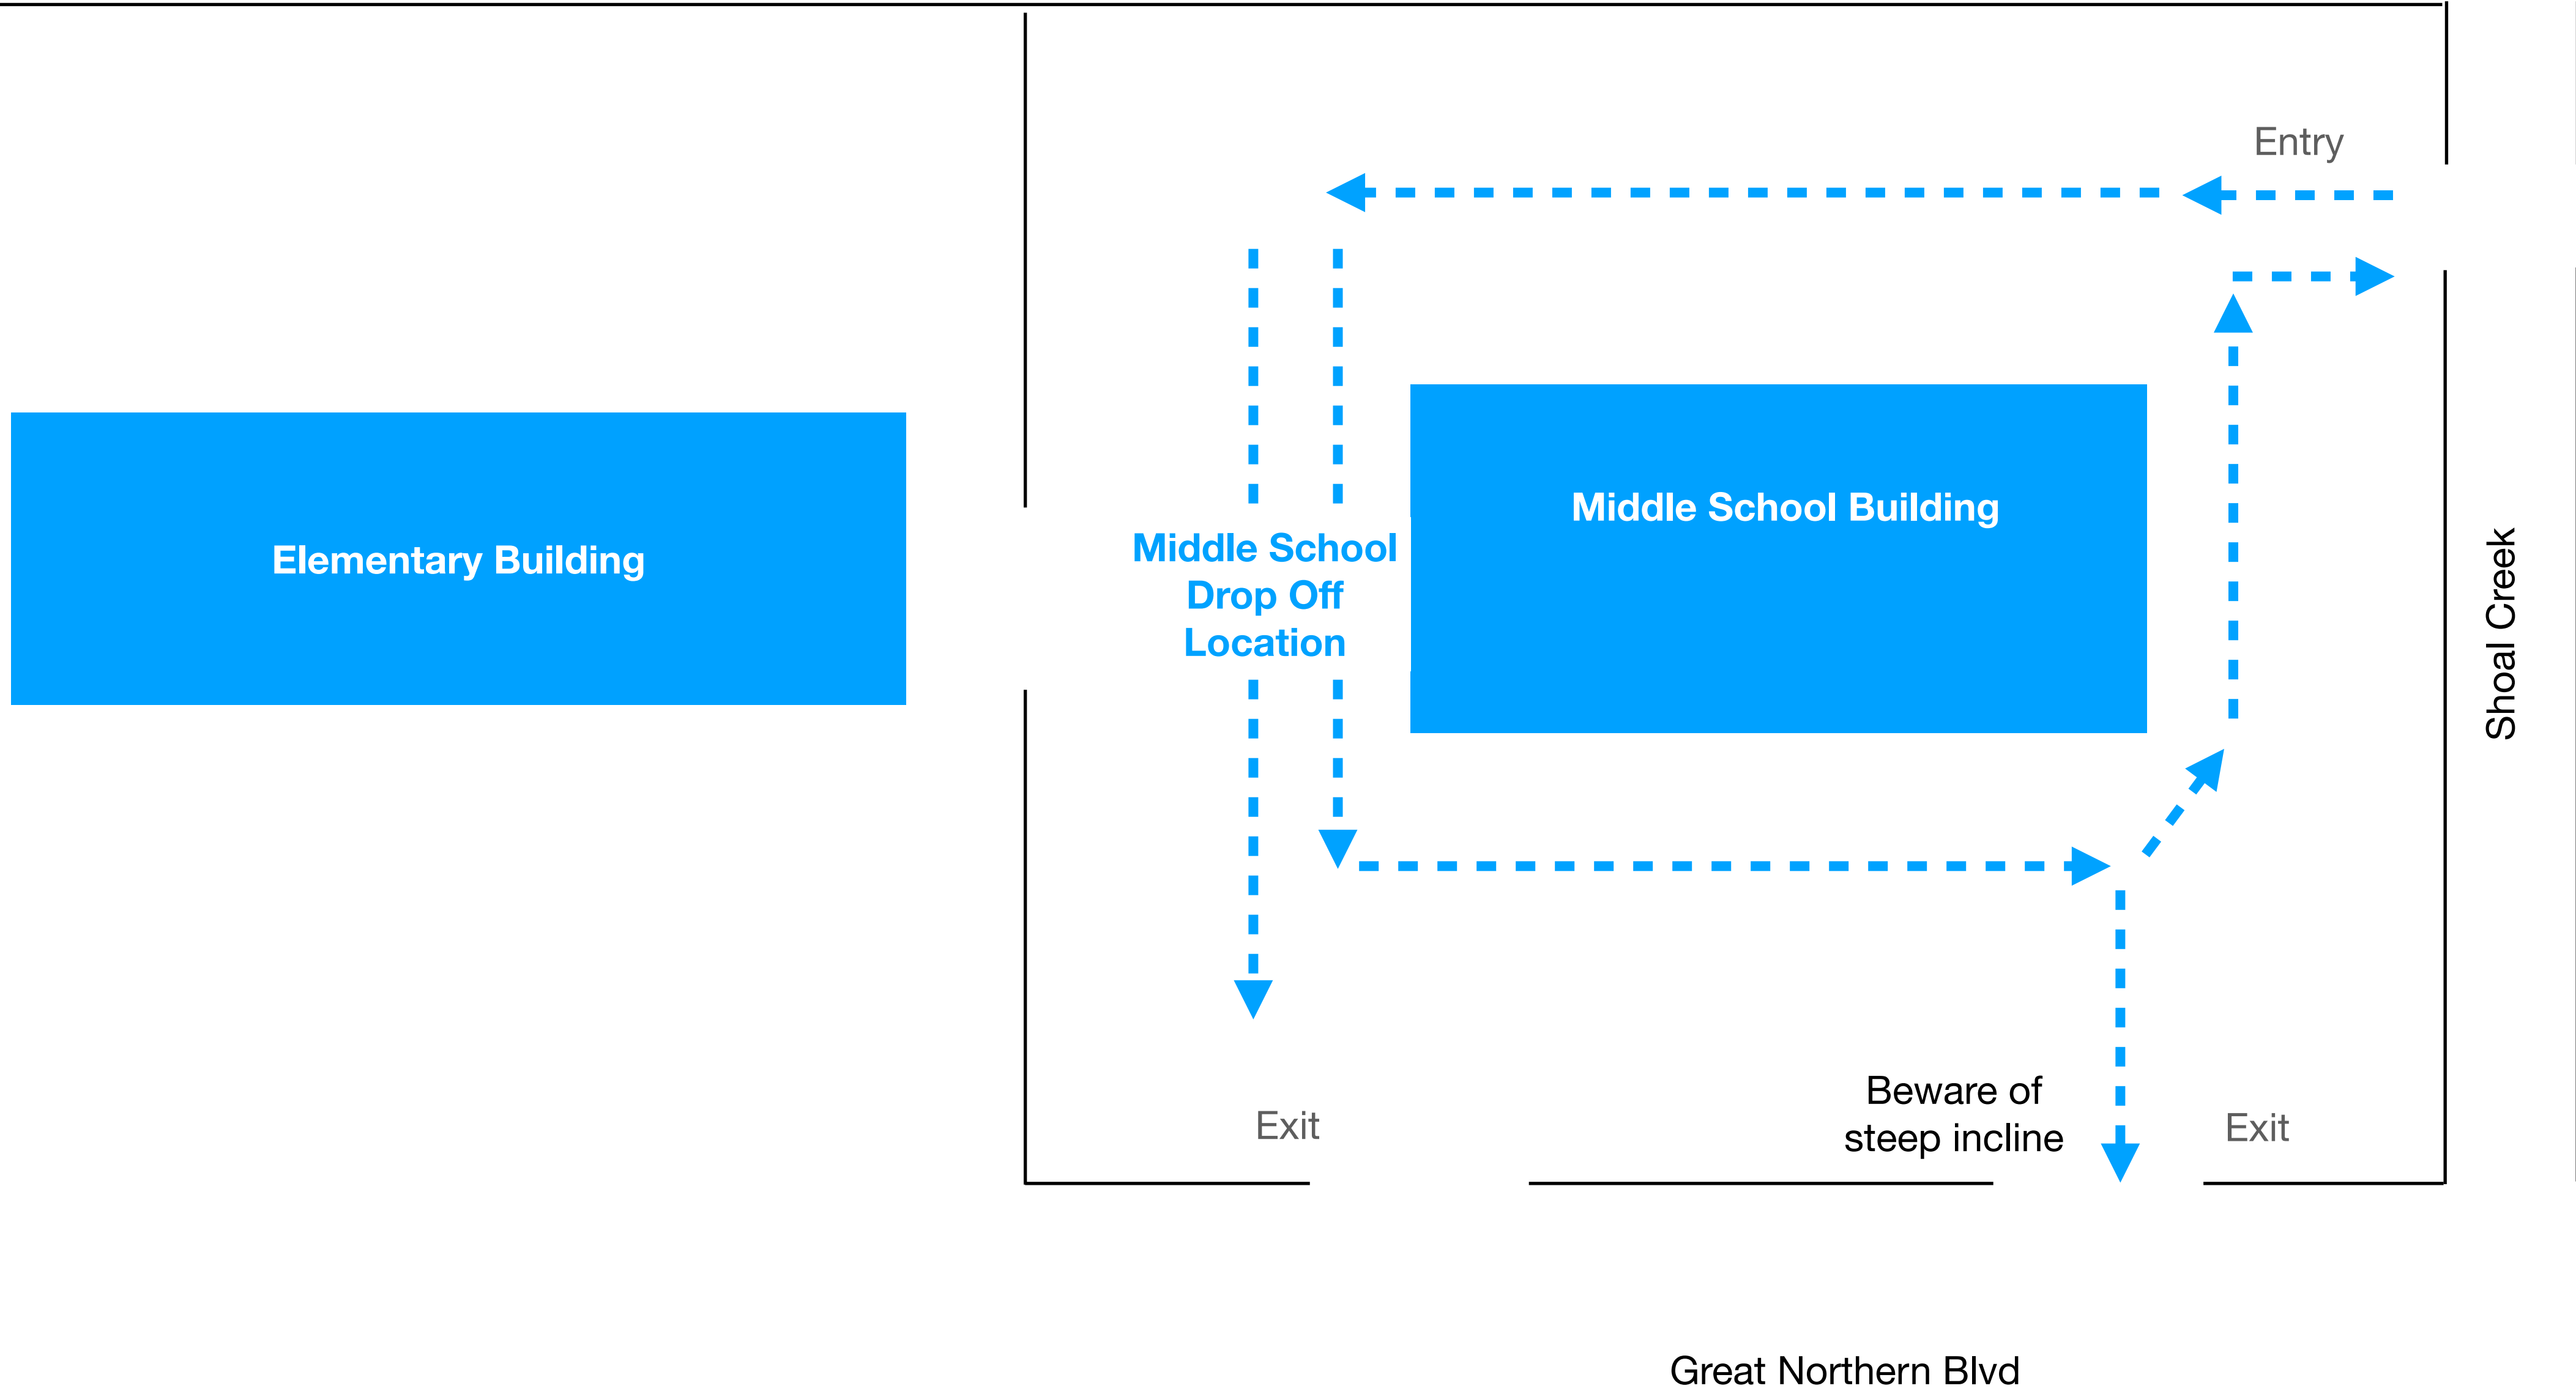 Entry
Middle School Building
Elementary Building
Middle School
Drop Off
Location
Shoal Creek
Beware of
steep incline
Exit
Exit
Great Northern Blvd